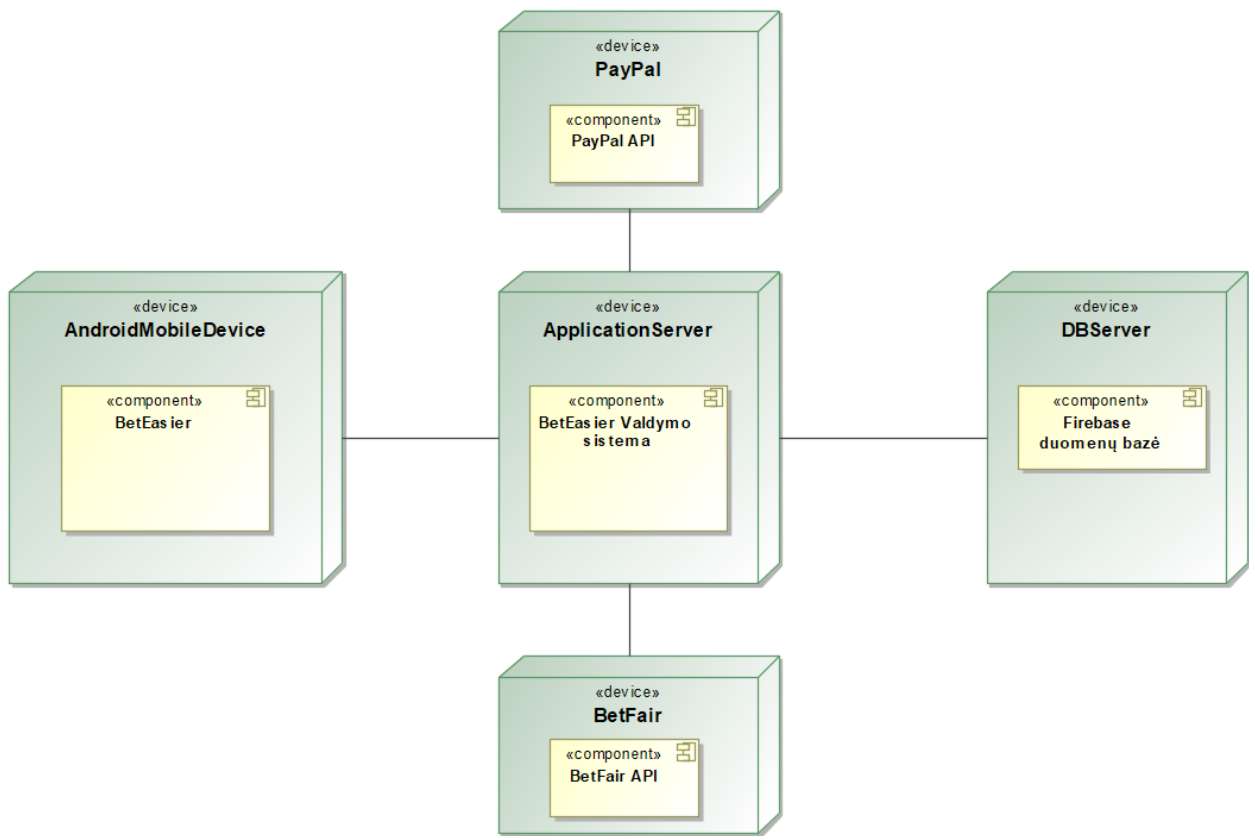 «device»
PayPal
«component»
PayPal API
«device»
AndroidMobileDevice
«component»
BetEasier
«device»
ApplicationServer
«component»
BetEasier Valdymo
sistema
«device»
DBServer
«component»
Firebase
duomenų bazė
«device»
BetFair
«component»
BetFair API